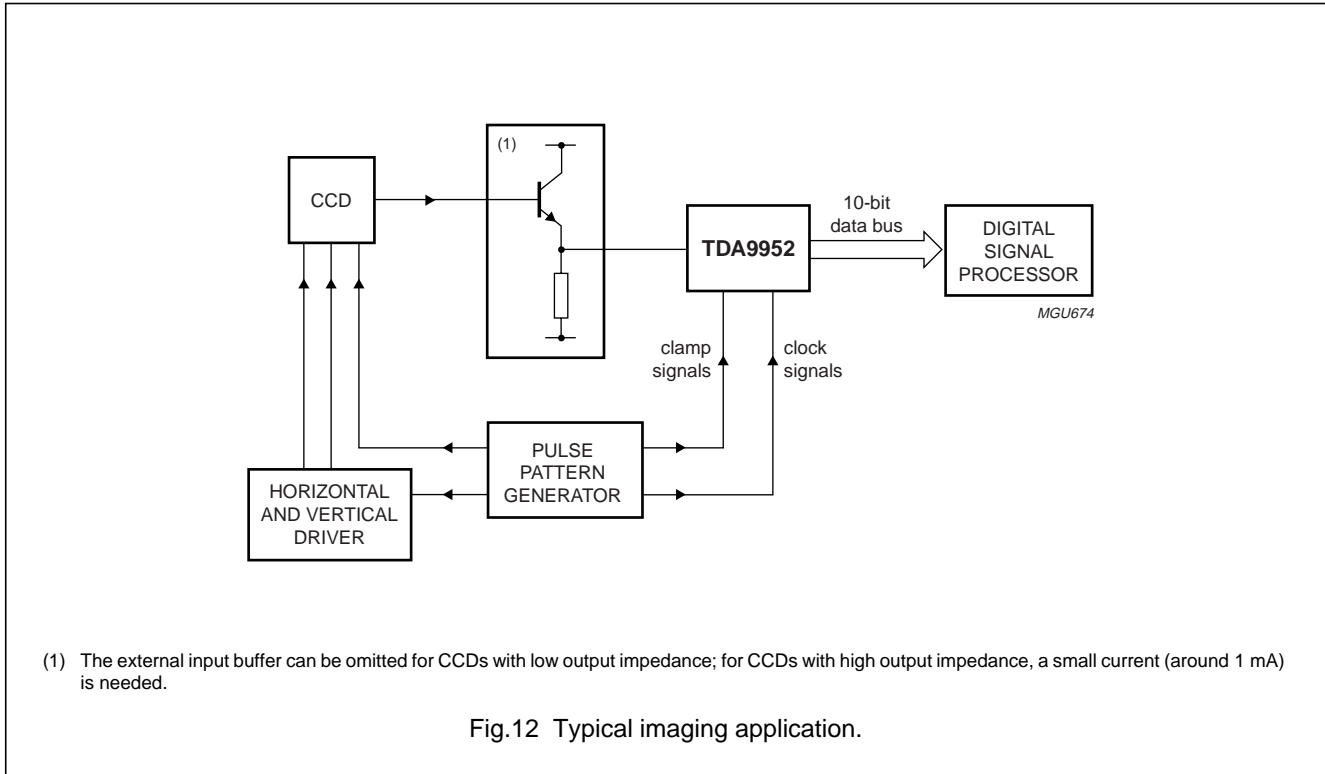 (1)
CCD
TDA9952
10-bit
data bus
DIGITAL
SIGNAL
PROCESSOR
MGU674
clamp
signals
clock
signals
PULSE
PATTERN
GENERATOR
HORIZONTAL
AND VERTICAL
DRIVER
(1) The external input buffer can be omitted for CCDs with low output impedance; for CCDs with high output impedance, a small current (around 1 mA)
is needed.
Fig.12 Typical imaging application.